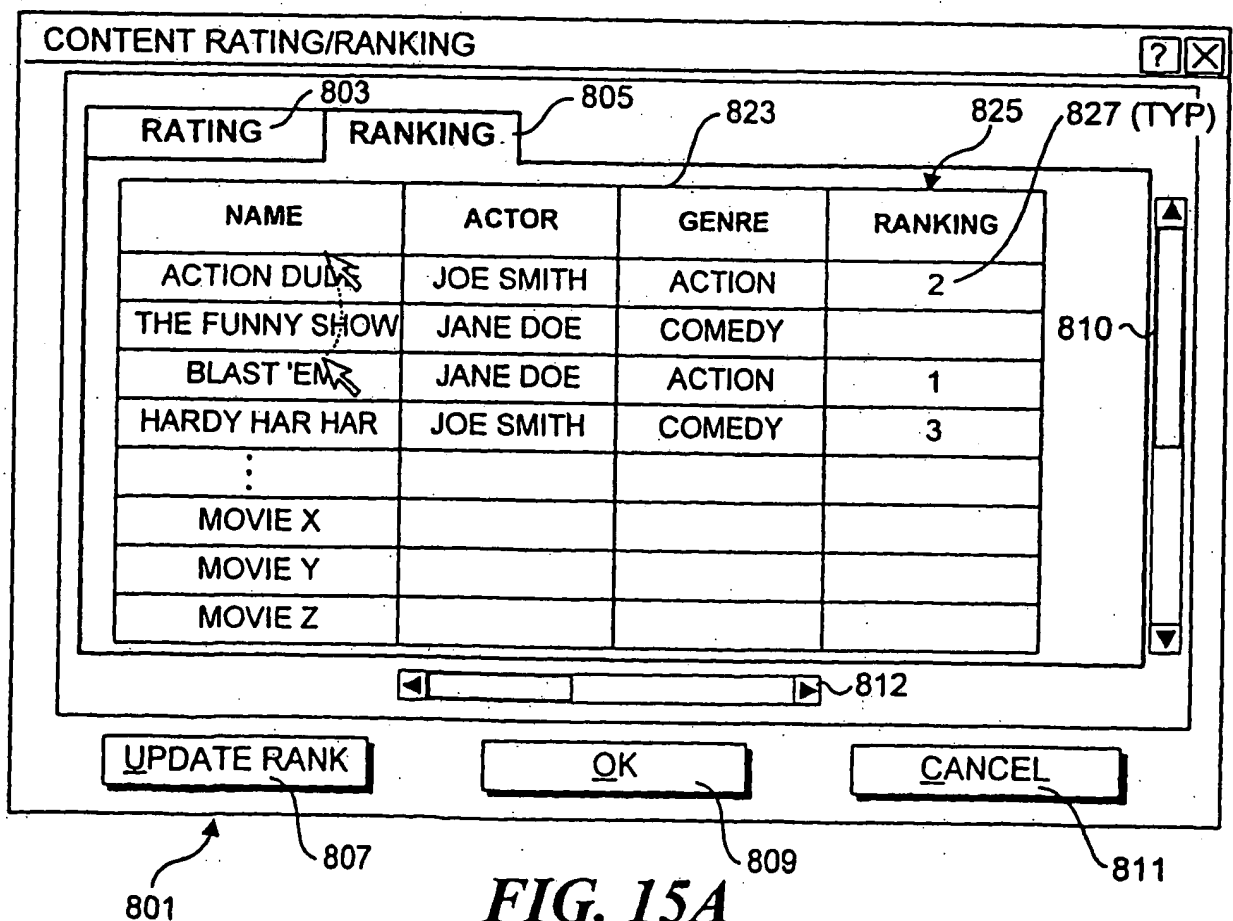 CONTENT RATING/RANKING ? X
803 805 823 825 827 (TYP)
RATING RANKING
NAME ACTOR GENRE RANKING
ACTION JOE SMITH ACTION 2
THE FUNNY SHOW JANE DOE COMEDY
810
BLAST 'EM JANE DOE ACTION 1
HARDY HAR HAR JOE SMITH COMEDY 3
⋮
MOVIE X
MOVIE Y
MOVIE Z
812
UPDATE RANK OK CANCEL
807 809 811
801
FIG. 15A